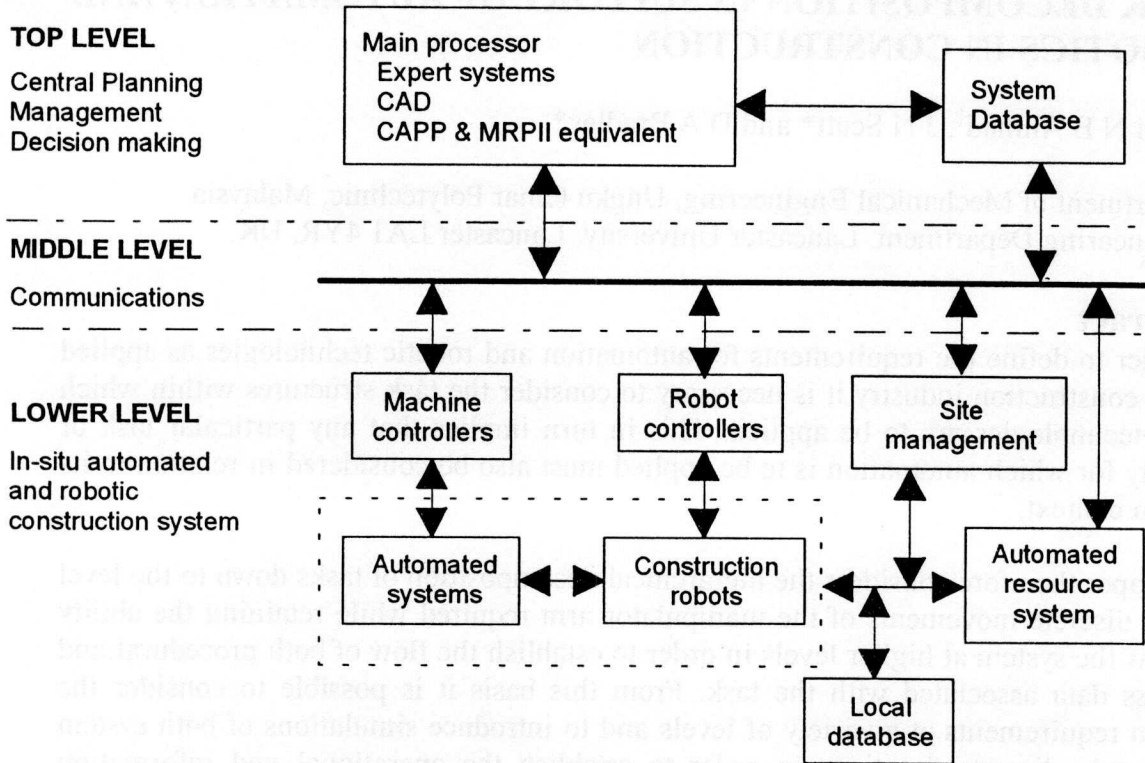 TOP LEVEL
Central Planning
Management
Decision making
Main processor
Expert systems
CAD
CAPP & MRPII equivalent
System
Database
MIDDLE LEVEL
Communications
LOWER LEVEL
In-situ automated
and robotic
construction system
Machine
controllers
Robot
controllers
Site
management
Automated
systems
Construction
robots
Automated
resource
system
Local
database